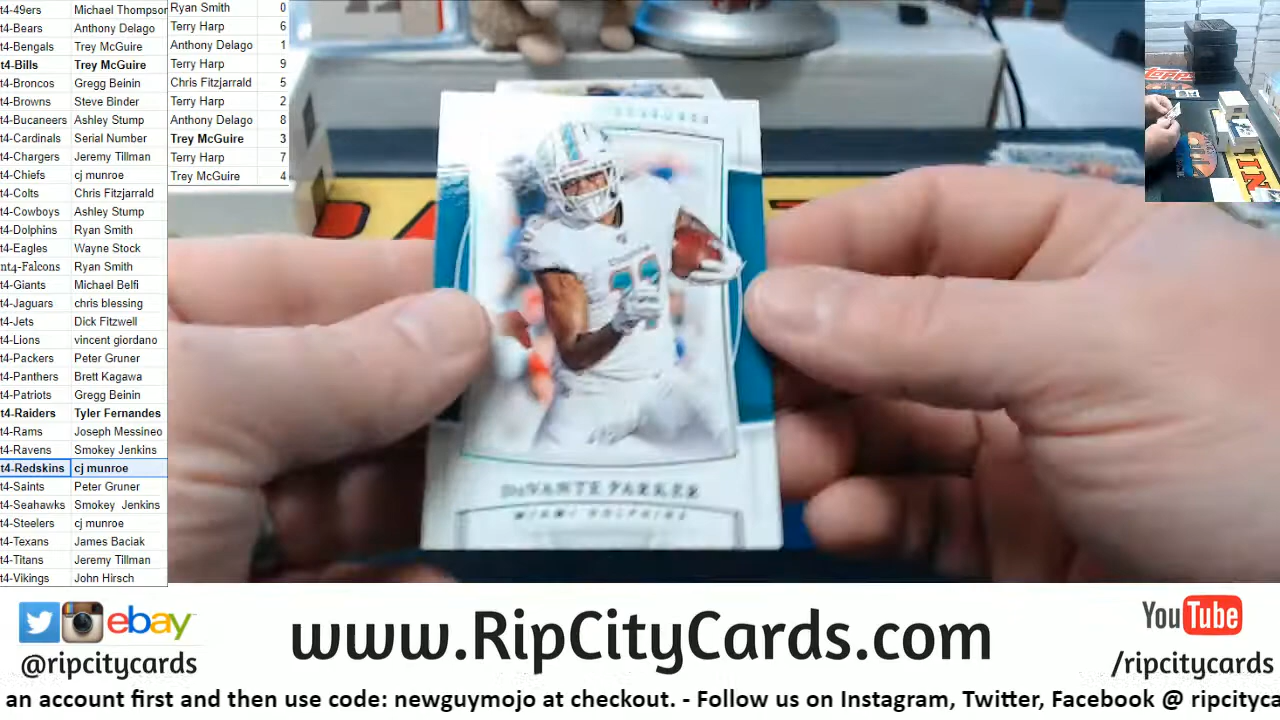 t4-49ers Michael Thompsor
t4-Bears Anthony Delago
t4-Bengals Trey McGuire
t4-Bills Trey McGuire
t4-Broncos Gregg Beinin
t4-Browns Steve Binder
t4-Bucaneers Ashley Stump
t4-Cardinals Serial Number
t4-Chargers Jeremy Tillman
t4-Chiefs cj munroe
t4-Colts Chris Fitzjarrald
t4-Cowboys Ashley Stump
t4-Dolphins Ryan Smith
t4-Eagles Wayne Stock
nt4-Falcons Ryan Smith
t4-Giants Michael Belfi
t4-Jaguars chris blessing
t4-Jets Dick Fitzwell
t4-Lions vincent giordano
t4-Packers Peter Gruner
t4-Panthers Brett Kagawa
t4-Patriots Gregg Beinin
t4-Raiders Tyler Fernandes
t4-Rams Joseph Messineo
t4-Ravens Smokey Jenkins
t4-Redskins cj munroe
t4-Saints Peter Gruner
t4-Seahawks Smokey Jenkins
t4-Steelers cj munroe
t4-Texans James Baciak
t4-Titans Jeremy Tillman
t4-Vikings John Hirsch
Ryan Smith 0
Terry Harp 6
Anthony Delago 1
Terry Harp 9
Chris Fitzjarrald 5
Terry Harp 2
Anthony Delago 8
Trey McGuire 3
Terry Harp 7
Trey McGuire 4
DeVANTE PARKER
MIAMI DOLPHINS
TOPPS
ebay
@ripcitycards
www.RipCityCards.com
YouTube
/ripcitycards
an account first and then use code: newguymojo at checkout. - Follow us on Instagram, Twitter, Facebook @ ripcityca